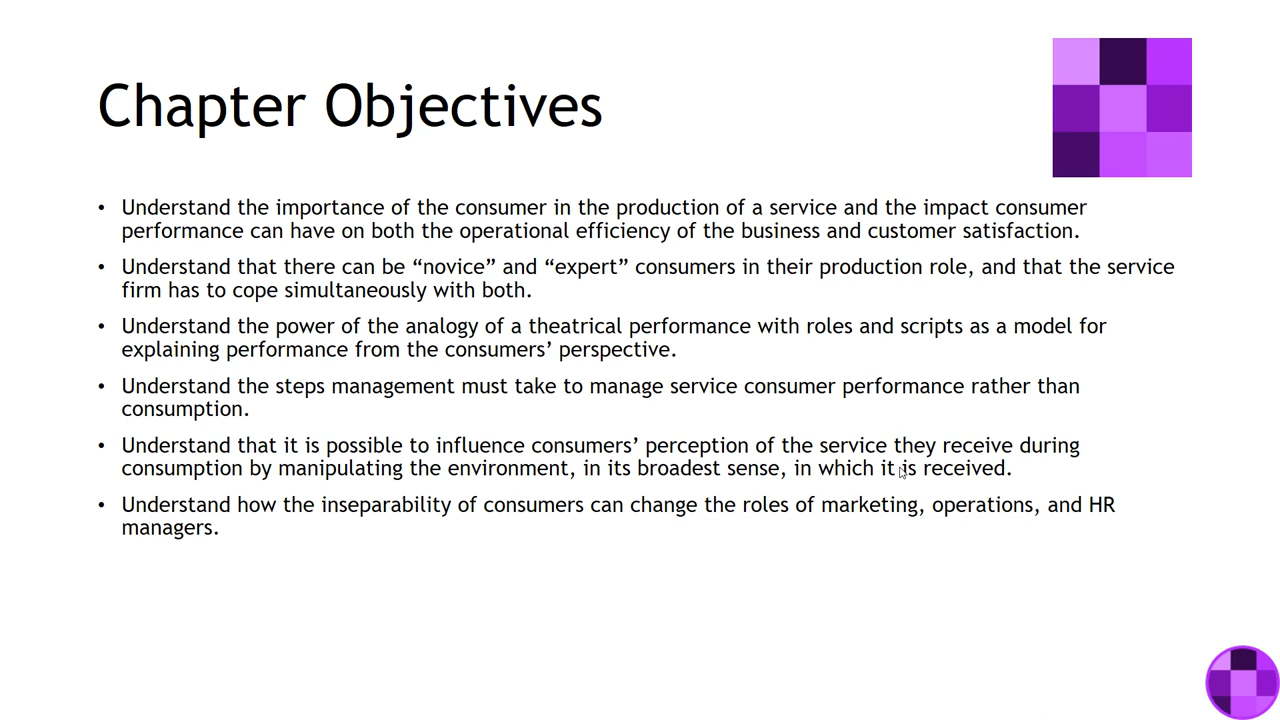 Chapter Objectives
• Understand the importance of the consumer in the production of a service and the impact consumer
performance can have on both the operational efficiency of the business and customer satisfaction.
• Understand that there can be “novice” and “expert” consumers in their production role, and that the service
firm has to cope simultaneously with both.
• Understand the power of the analogy of a theatrical performance with roles and scripts as a model for
explaining performance from the consumers’ perspective.
• Understand the steps management must take to manage service consumer performance rather than
consumption.
• Understand that it is possible to influence consumers’ perception of the service they receive during
consumption by manipulating the environment, in its broadest sense, in which it is received.
• Understand how the inseparability of consumers can change the roles of marketing, operations, and HR
managers.